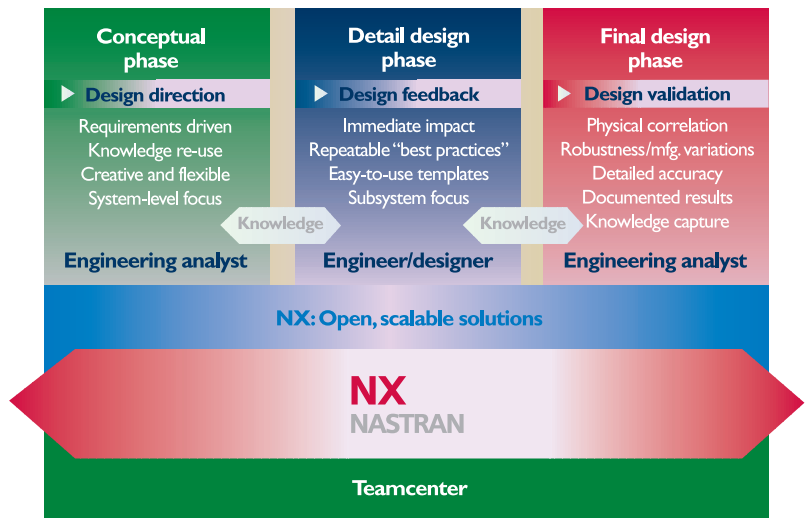 Conceptual
phase
Design direction
Requirements driven
Knowledge re-use
Creative and flexible
System-level focus
Engineering analyst
Knowledge
Detail design
phase
Design feedback
Immediate impact
Repeatable “best practices”
Easy-to-use templates
Subsystem focus
Engineer/designer
Knowledge
Final design
phase
Design validation
Physical correlation
Robustness/mfg. variations
Detailed accuracy
Documented results
Knowledge capture
Engineering analyst
NX: Open, scalable solutions
NX
NASTRAN
Teamcenter